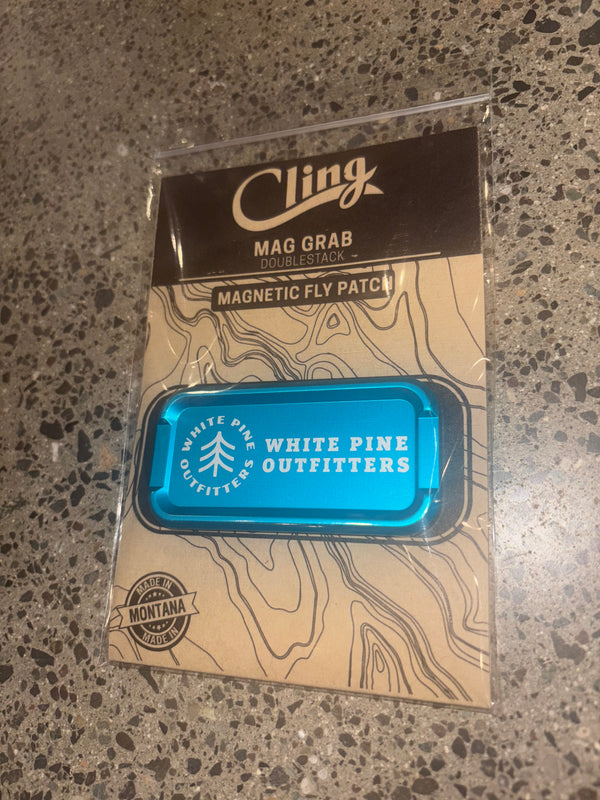 Cling
MAG GRAB
DOUBLESTACK
MAGNETIC FLY PATCH
WHITE PINE
OUTFITTERS
WHITE PINE
OUTFITTERS
MADE IN
MONTANA
MADE IN